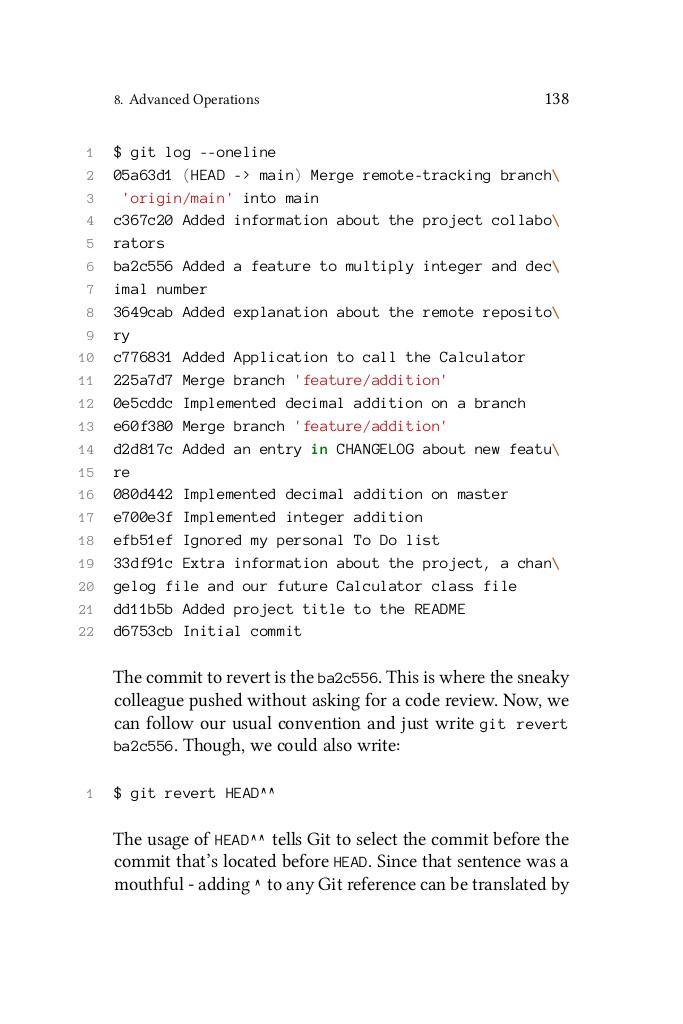 8. Advanced Operations 138
1 $ git log --oneline
2 05a63d1 (HEAD -> main) Merge remote-tracking branch\
3 'origin/main' into main
4 c367c20 Added information about the project collabo\
5 rators
6 ba2c556 Added a feature to multiply integer and dec\
7 imal number
8 3649cab Added explanation about the remote reposito\
9 ry
10 c776831 Added Application to call the Calculator
11 225a7d7 Merge branch 'feature/addition'
12 0e5cddc Implemented decimal addition on a branch
13 e60f380 Merge branch 'feature/addition'
14 d2d817c Added an entry in CHANGELOG about new featu\
15 re
16 080d442 Implemented decimal addition on master
17 e700e3f Implemented integer addition
18 efb51ef Ignored my personal To Do list
19 33df91c Extra information about the project, a chan\
20 gelog file and our future Calculator class file
21 dd11b5b Added project title to the README
22 d6753cb Initial commit
The commit to revert is the ba2c556. This is where the sneaky
colleague pushed without asking for a code review. Now, we
can follow our usual convention and just write git revert
ba2c556. Though, we could also write:
1 $ git revert HEAD^^
The usage of HEAD^^ tells Git to select the commit before the
commit that's located before HEAD. Since that sentence was a
mouthful - adding ^ to any Git reference can be translated by